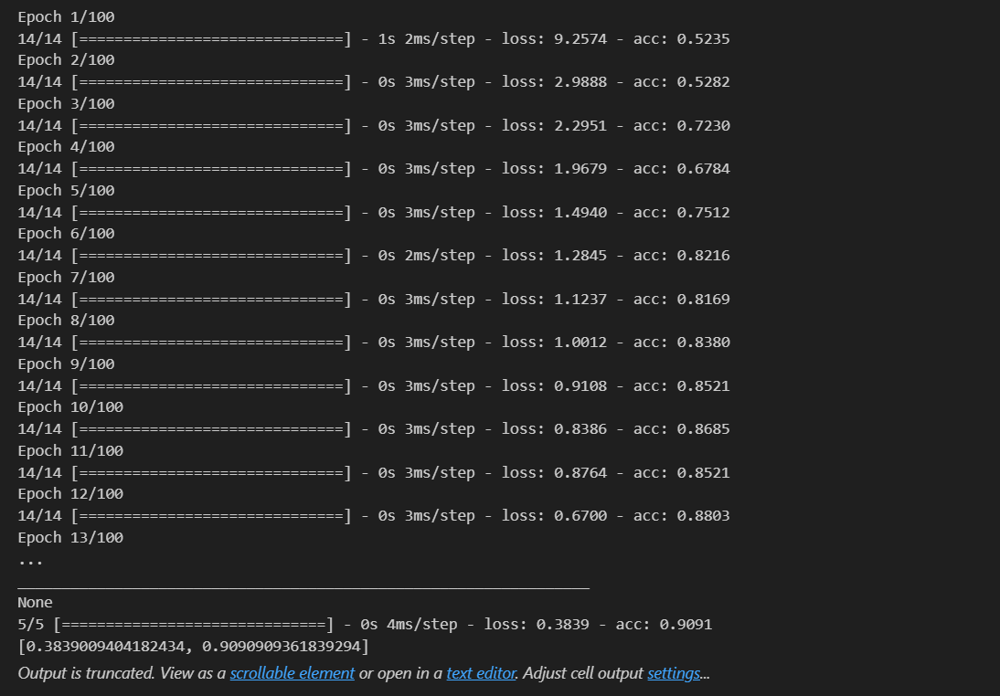 Epoch 1/100
14/14 [==============================] - 1s 2ms/step - loss: 9.2574 - acc: 0.5235
Epoch 2/100
14/14 [==============================] - 0s 3ms/step - loss: 2.9888 - acc: 0.5282
Epoch 3/100
14/14 [==============================] - 0s 3ms/step - loss: 2.2951 - acc: 0.7230
Epoch 4/100
14/14 [==============================] - 0s 3ms/step - loss: 1.9679 - acc: 0.6784
Epoch 5/100
14/14 [==============================] - 0s 3ms/step - loss: 1.4940 - acc: 0.7512
Epoch 6/100
14/14 [==============================] - 0s 2ms/step - loss: 1.2845 - acc: 0.8216
Epoch 7/100
14/14 [==============================] - 0s 3ms/step - loss: 1.1237 - acc: 0.8169
Epoch 8/100
14/14 [==============================] - 0s 3ms/step - loss: 1.0012 - acc: 0.8380
Epoch 9/100
14/14 [==============================] - 0s 3ms/step - loss: 0.9108 - acc: 0.8521
Epoch 10/100
14/14 [==============================] - 0s 3ms/step - loss: 0.8386 - acc: 0.8685
Epoch 11/100
14/14 [==============================] - 0s 3ms/step - loss: 0.8764 - acc: 0.8521
Epoch 12/100
14/14 [==============================] - 0s 3ms/step - loss: 0.6700 - acc: 0.8803
Epoch 13/100
...
_________________________________________________________________
None
5/5 [==============================] - 0s 4ms/step - loss: 0.3839 - acc: 0.9091
[0.3839009404182434, 0.9090909361839294]
Output is truncated. View as a scrollable element or open in a text editor. Adjust cell output settings...